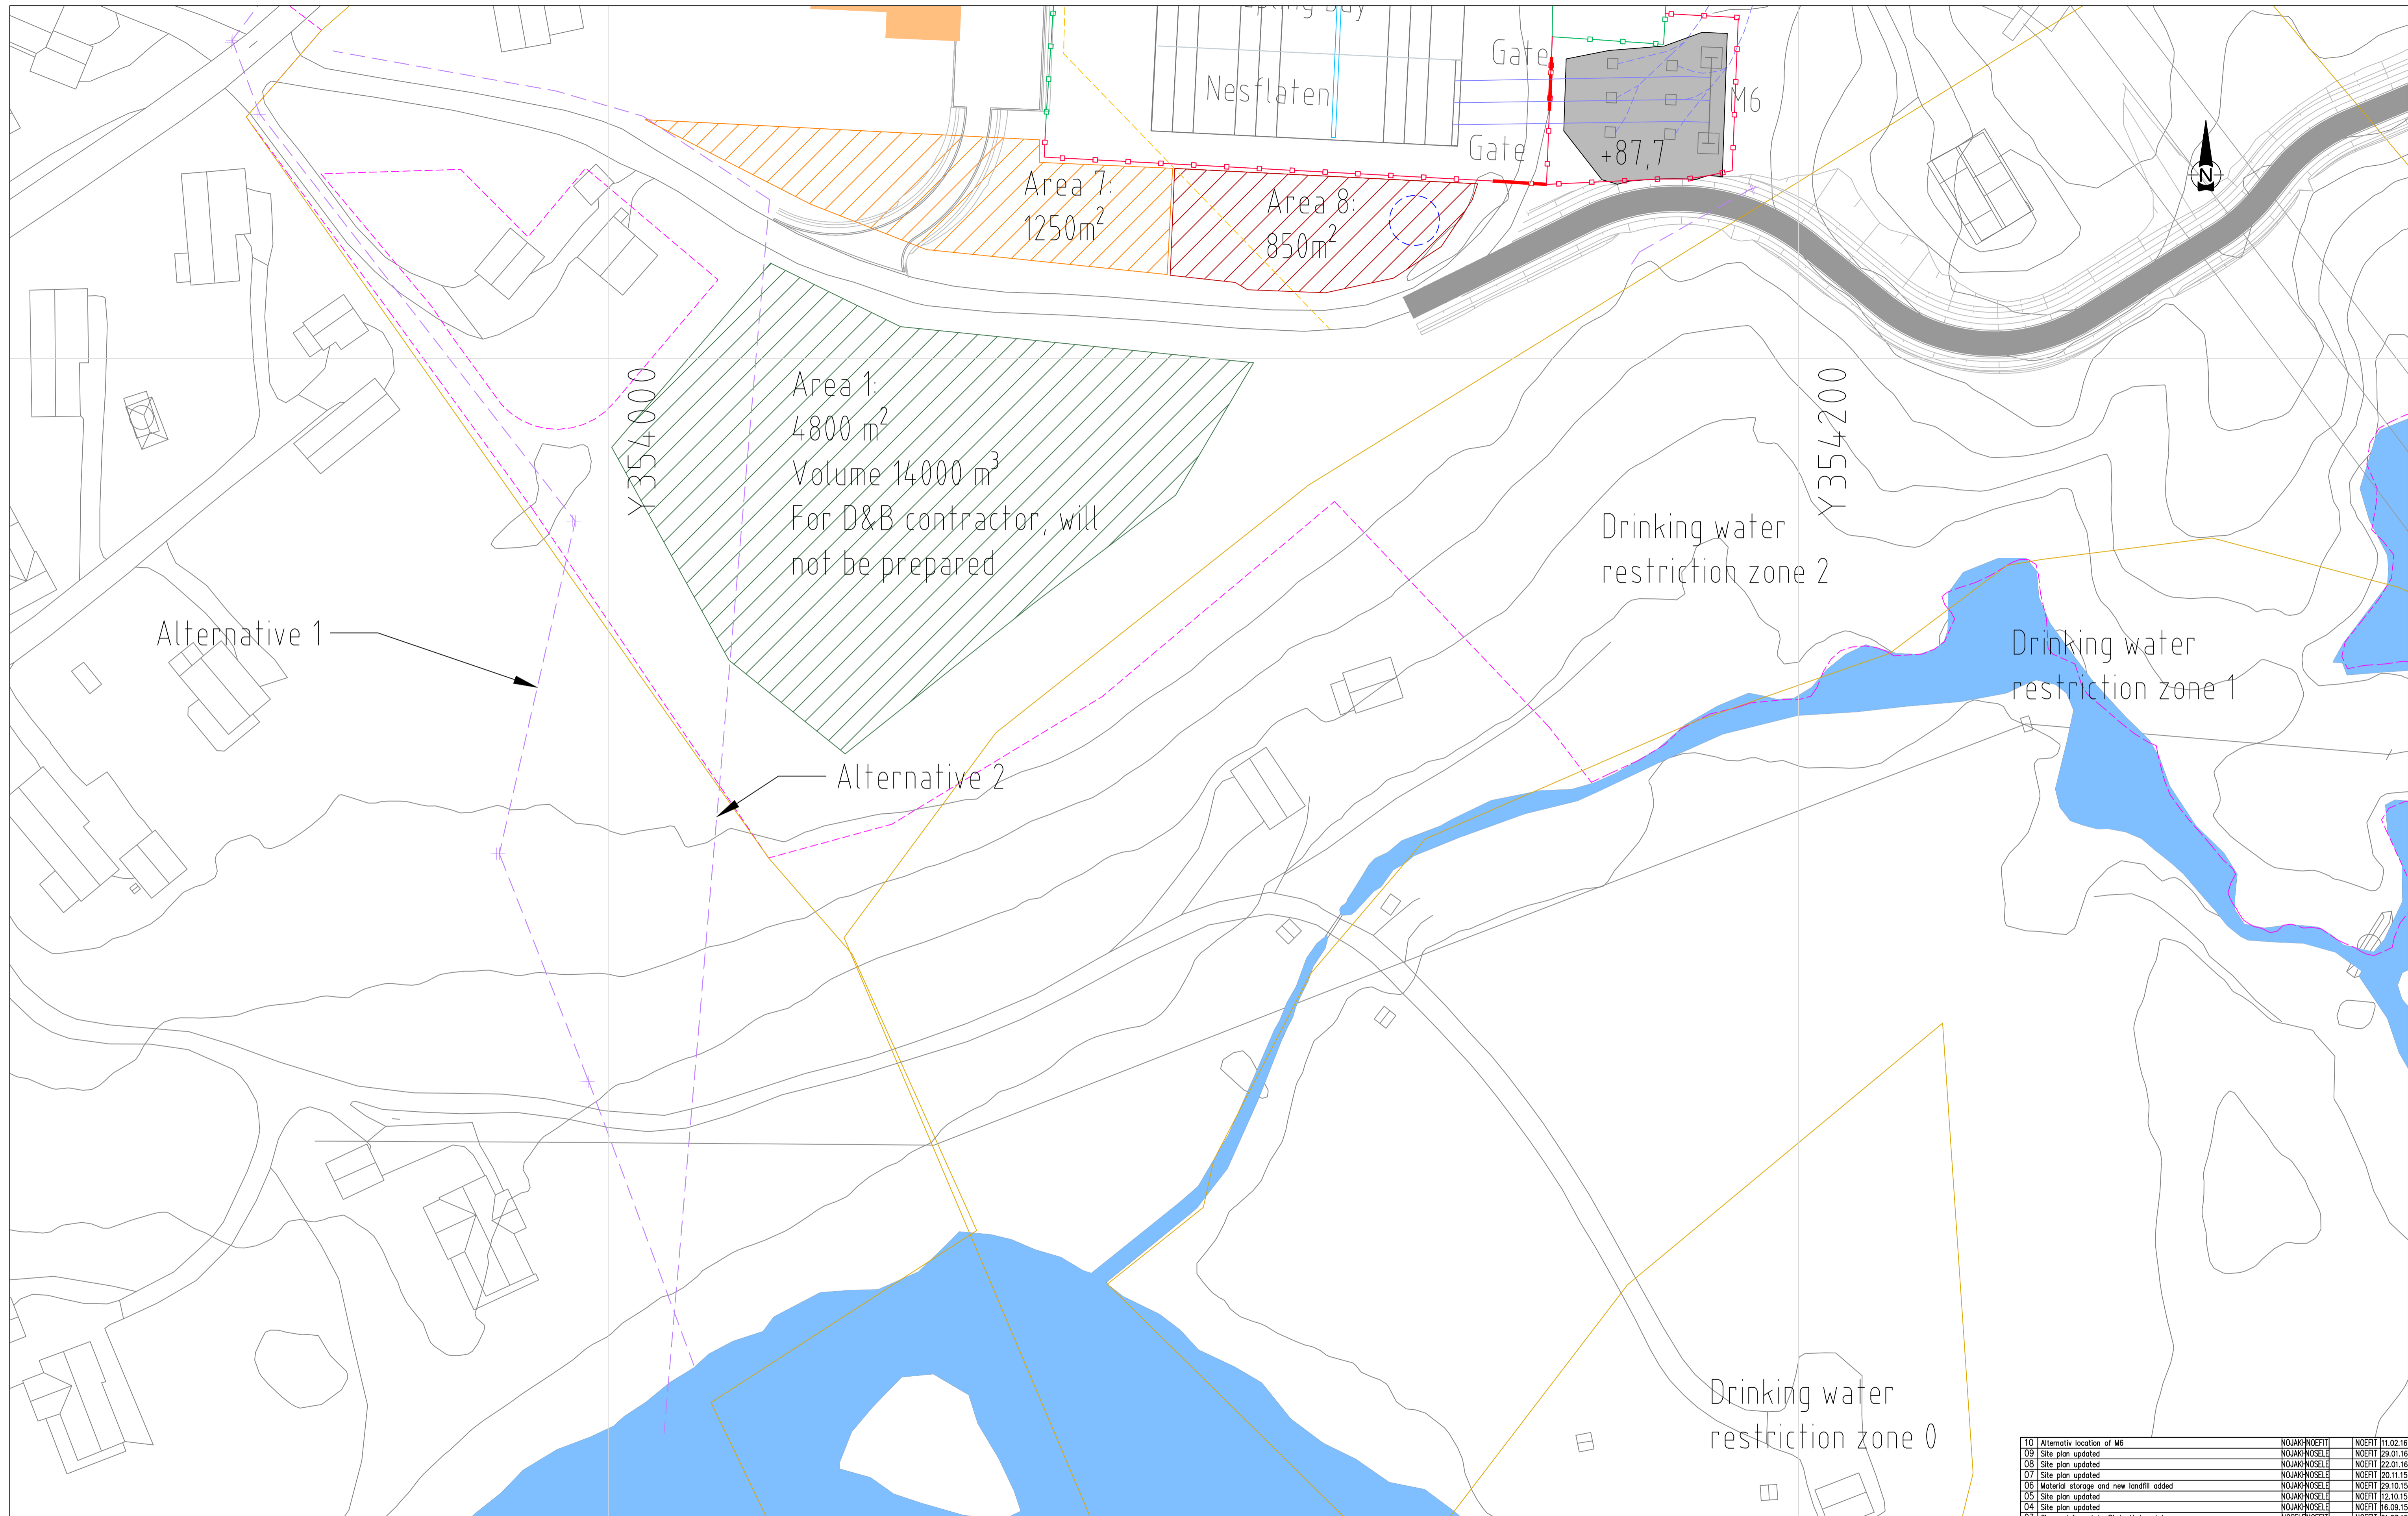 Nesflaten
Gate
Gate
M6
+87,7
N
Area 7:
1250m²
Area 8:
850m²
Y 354000
Y 354200
Area 1:
4800 m²
Volume 14000 m³
For D&B contractor, will
not be prepared
Drinking water
restriction zone 2
Alternative 1
Drinking water
restriction zone 1
Alternative 2
Drinking water
restriction zone 0
10 Alternativ location of M6 NOJAKH NOEFIT NOEFIT 11.02.16
09 Site plan updated NOJAKH NOSELE NOEFIT 29.01.16
08 Site plan updated NOJAKH NOSELE NOEFIT 22.01.16
07 Site plan updated NOJAKH NOSELE NOEFIT 20.11.15
06 Material storage and new landfill added NOJAKH NOSELE NOEFIT 29.10.15
05 Site plan updated NOJAKH NOSELE NOEFIT 12.10.15
04 Site plan updated NOJAKH NOSELE NOEFIT 16.09.15